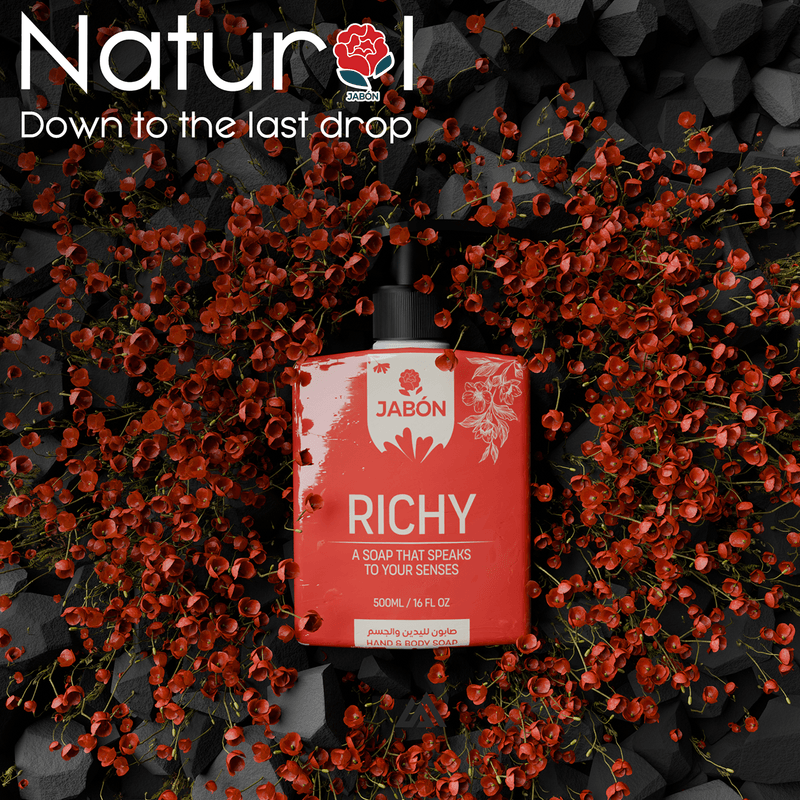 Natural
JABÓN
Down to the last drop
JABÓN
RICHY
A SOAP THAT SPEAKS
TO YOUR SENSES
500ML / 16 FL OZ
صابون لليدين والجسم
HAND & BODY SOAP